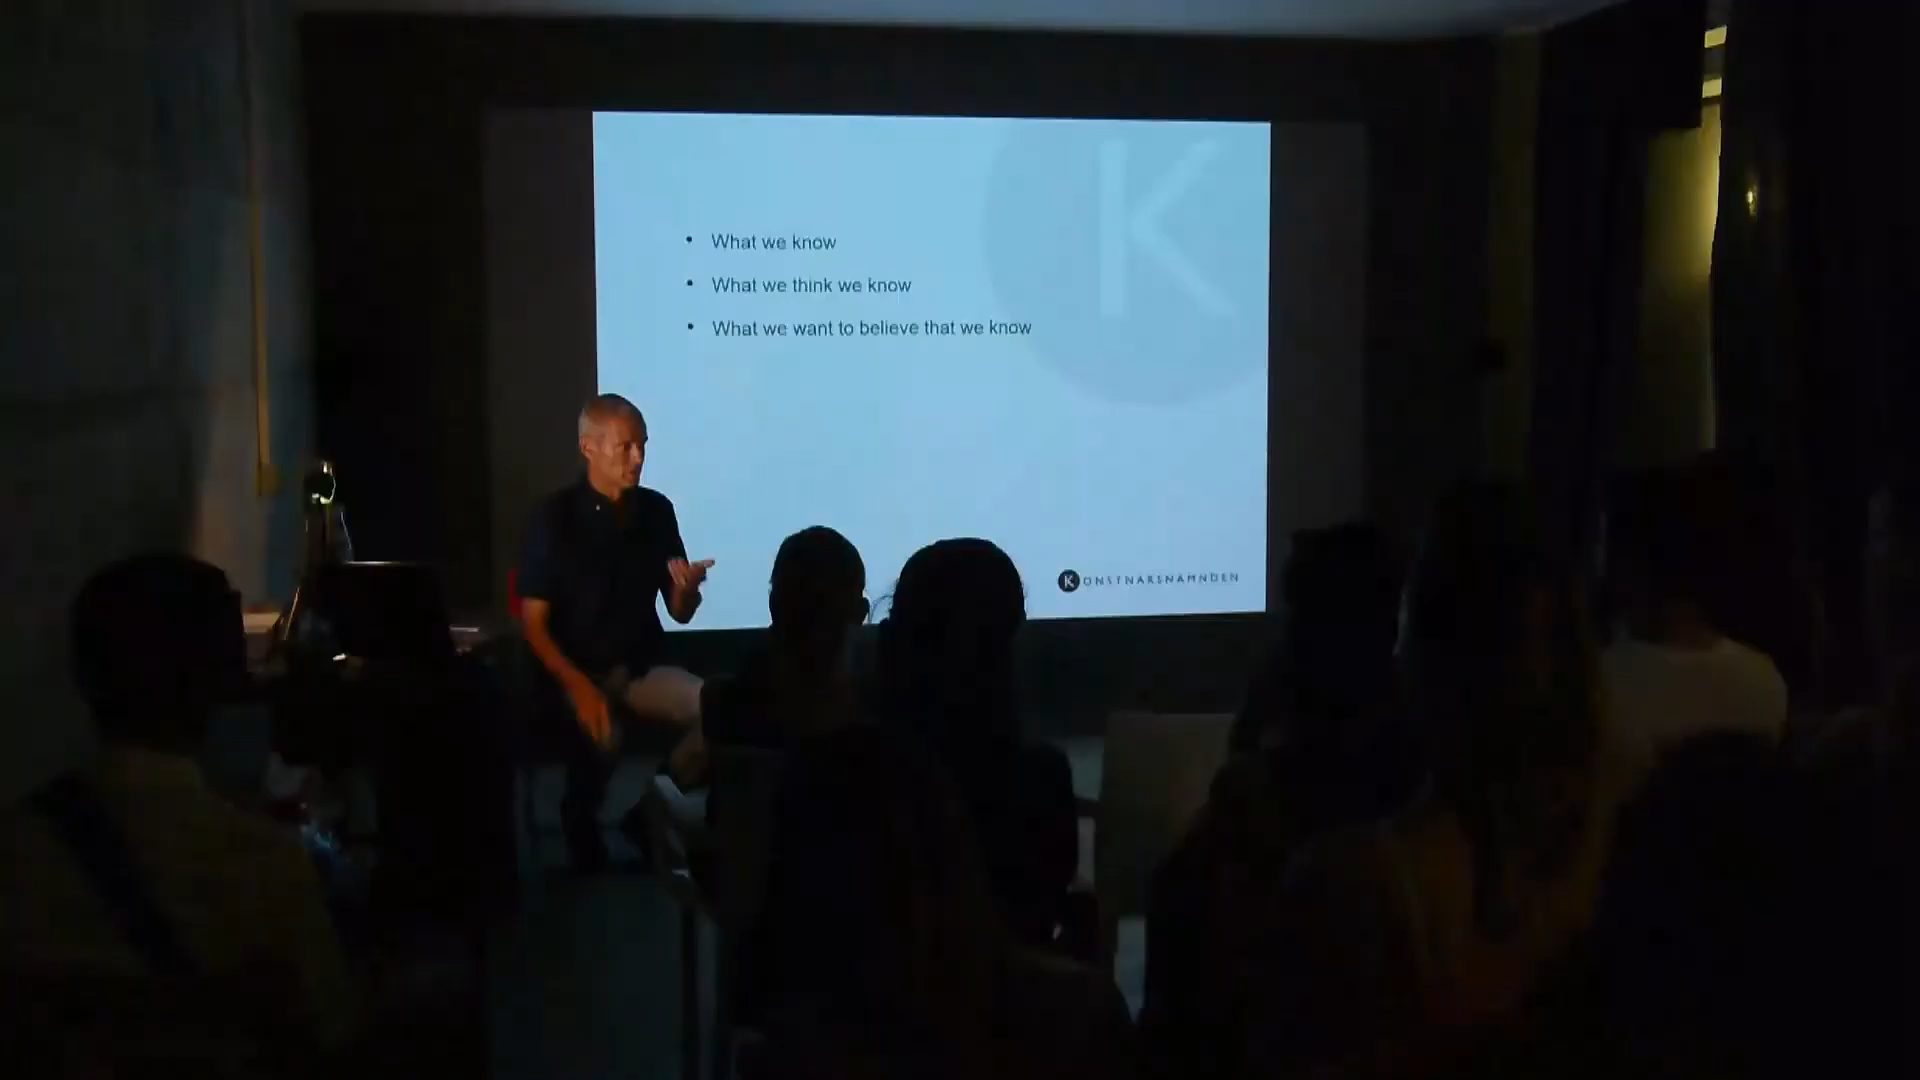 K
• What we know
• What we think we know
• What we want to believe that we know
KONSTNÄRSNÄMNDEN